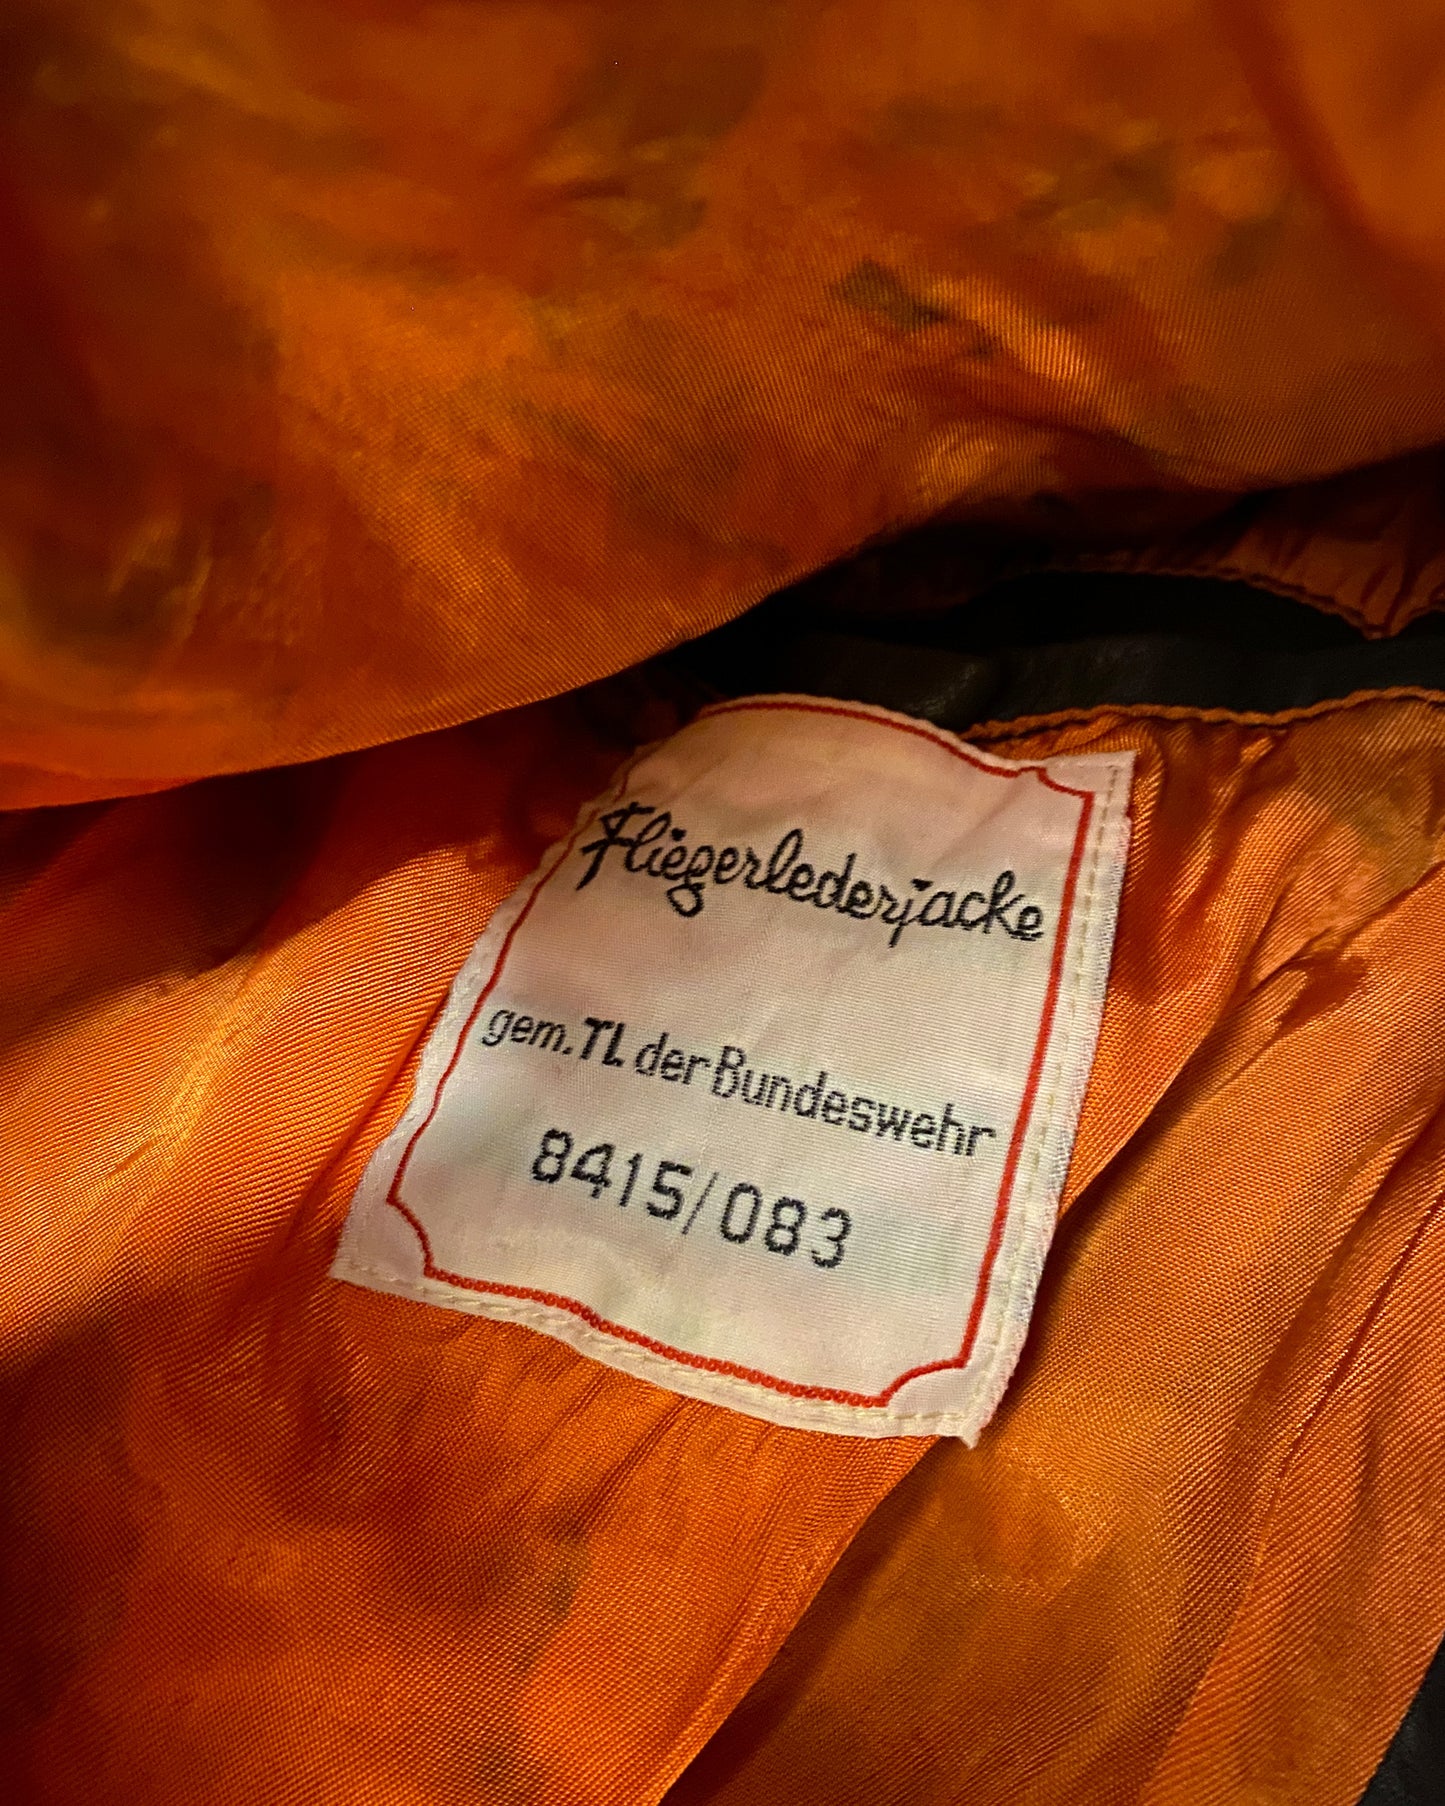 Fliegerlederjacke
gem. TL der Bundeswehr
8415/083